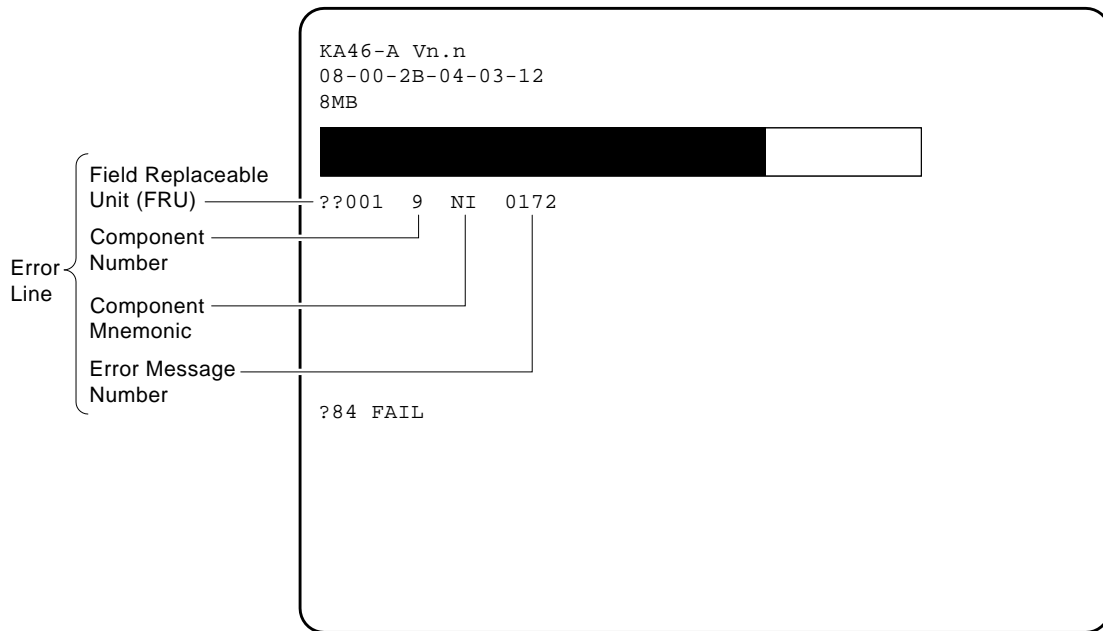 KA46-A Vn.n
08-00-2B-04-03-12
8MB
Error
Line
Field Replaceable
Unit (FRU)
Component
Number
Component
Mnemonic
Error Message
Number
??001 9 NI 0172
?84 FAIL